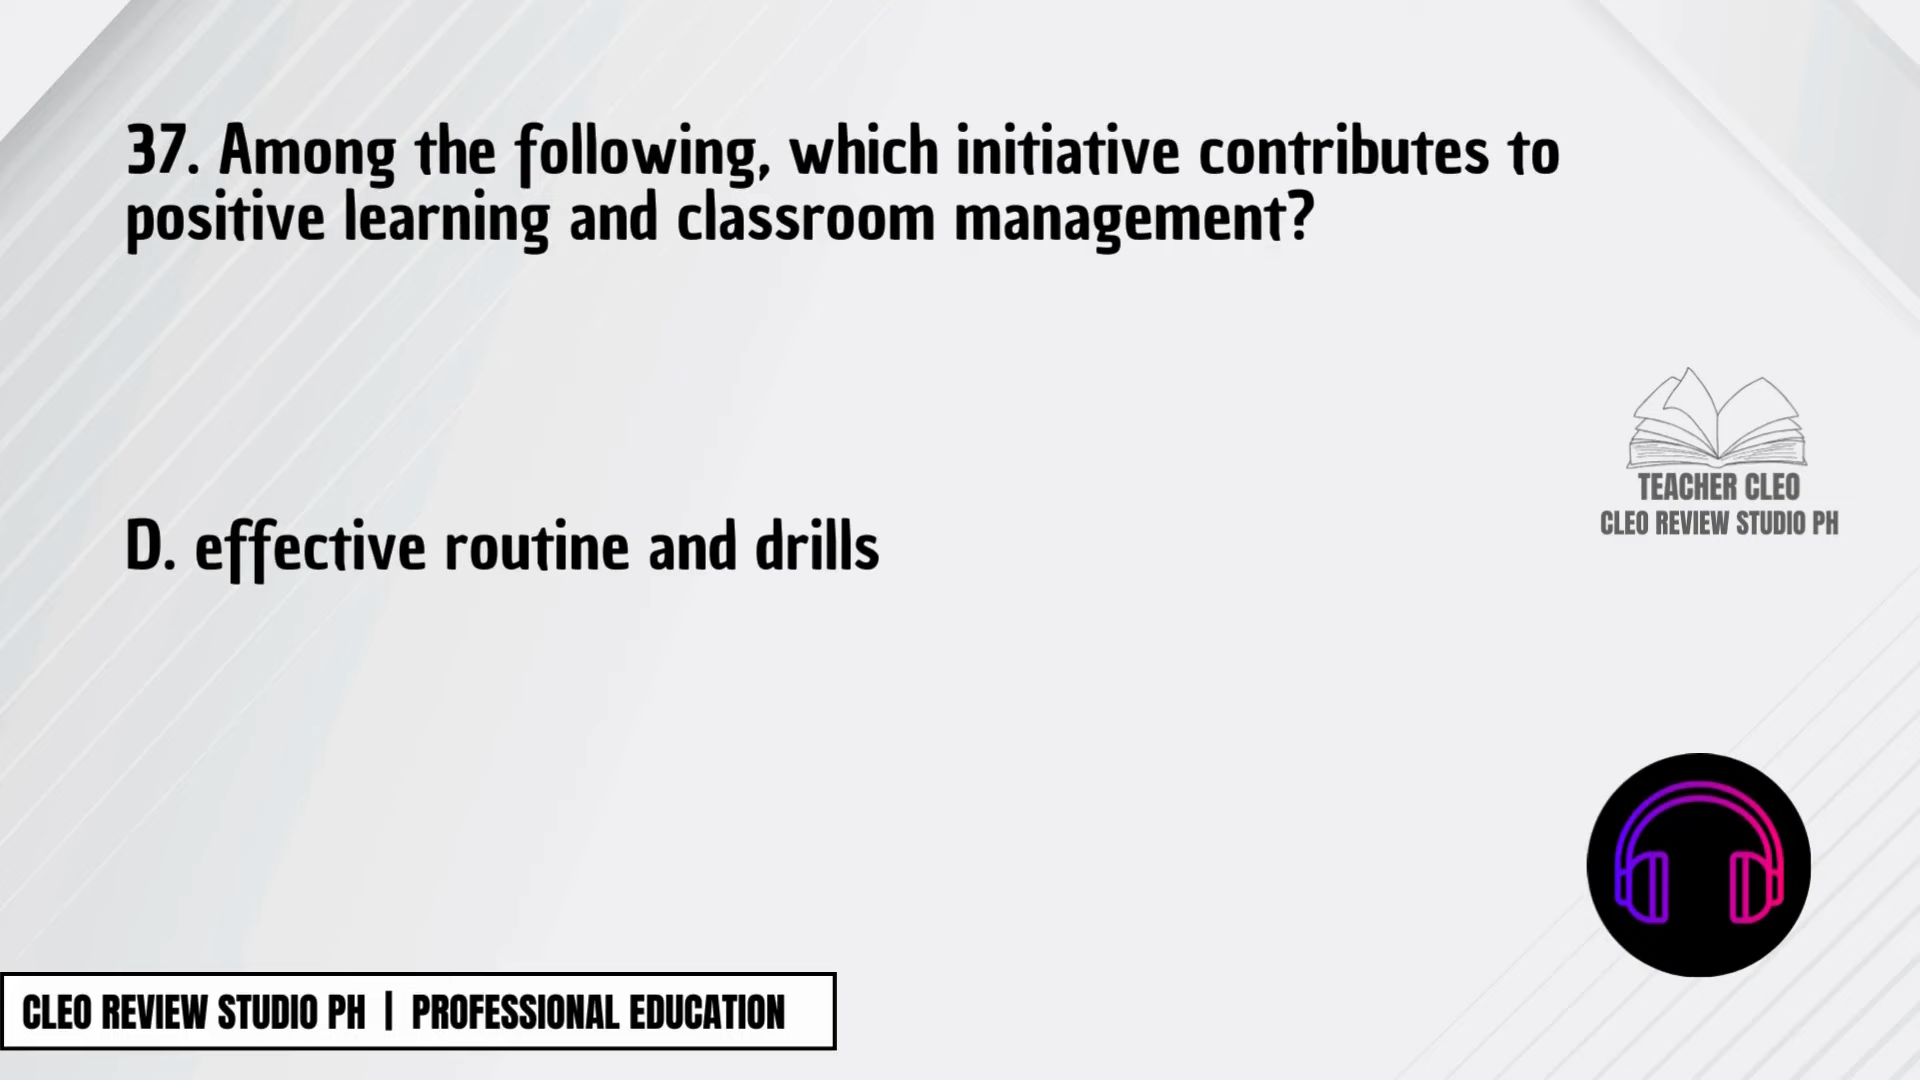 37. Among the following, which initiative contributes to
positive learning and classroom management?
D. effective routine and drills
TEACHER CLEO
CLEO REVIEW STUDIO PH
CLEO REVIEW STUDIO PH | PROFESSIONAL EDUCATION